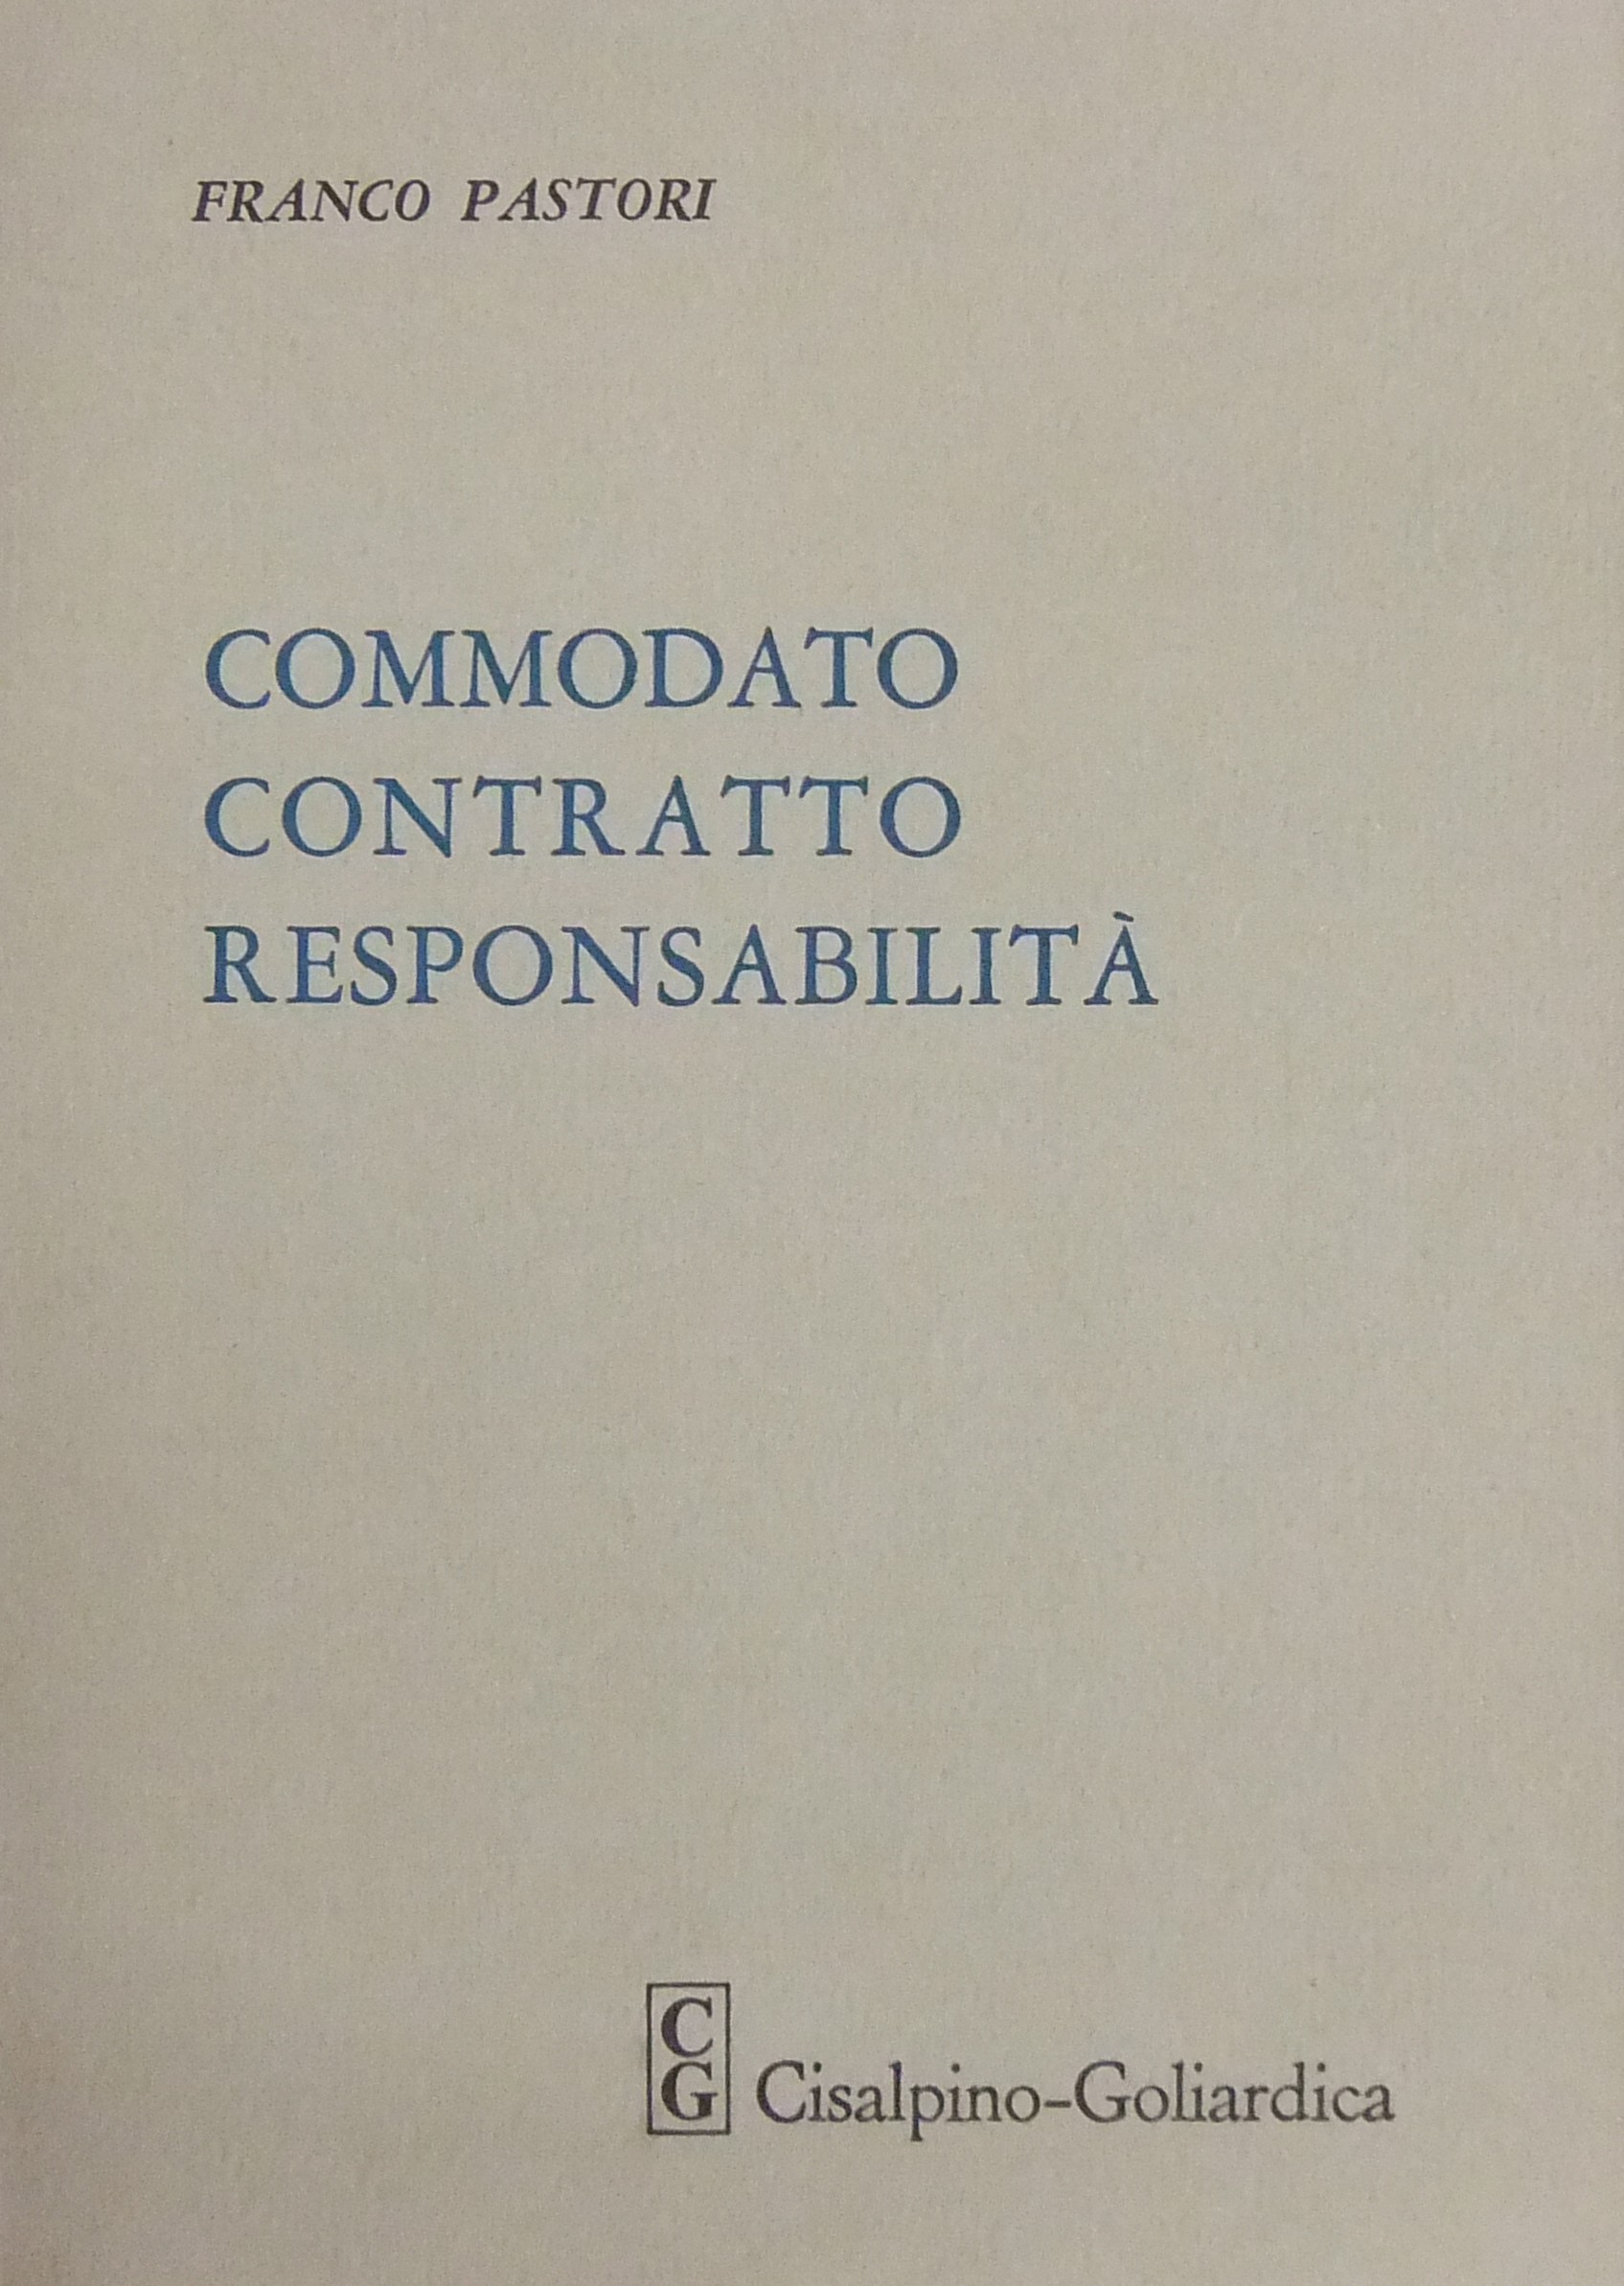 FRANCO PASTORI
COMMODATO
CONTRATTO
RESPONSABILITÀ
C
G
Cisalpino-Goliardica